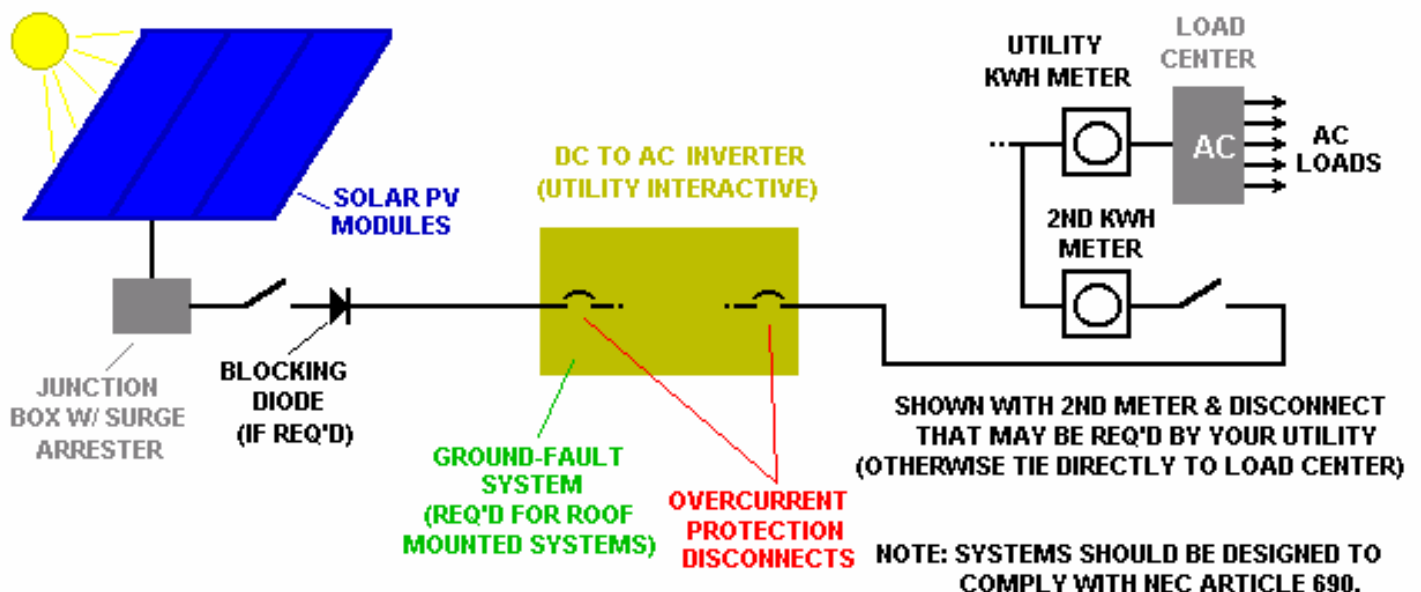 SOLAR PV
MODULES
JUNCTION
BOX W/ SURGE
ARRESTER
BLOCKING
DIODE
(IF REQ'D)
DC TO AC INVERTER
(UTILITY INTERACTIVE)
GROUND-FAULT
SYSTEM
(REQ'D FOR ROOF
MOUNTED SYSTEMS)
OVERCURRENT
PROTECTION
DISCONNECTS
UTILITY
KWH METER
LOAD
CENTER
AC
AC
LOADS
2ND KWH
METER
SHOWN WITH 2ND METER & DISCONNECT
THAT MAY BE REQ'D BY YOUR UTILITY
(OTHERWISE TIE DIRECTLY TO LOAD CENTER)
NOTE: SYSTEMS SHOULD BE DESIGNED TO
COMPLY WITH NEC ARTICLE 690.